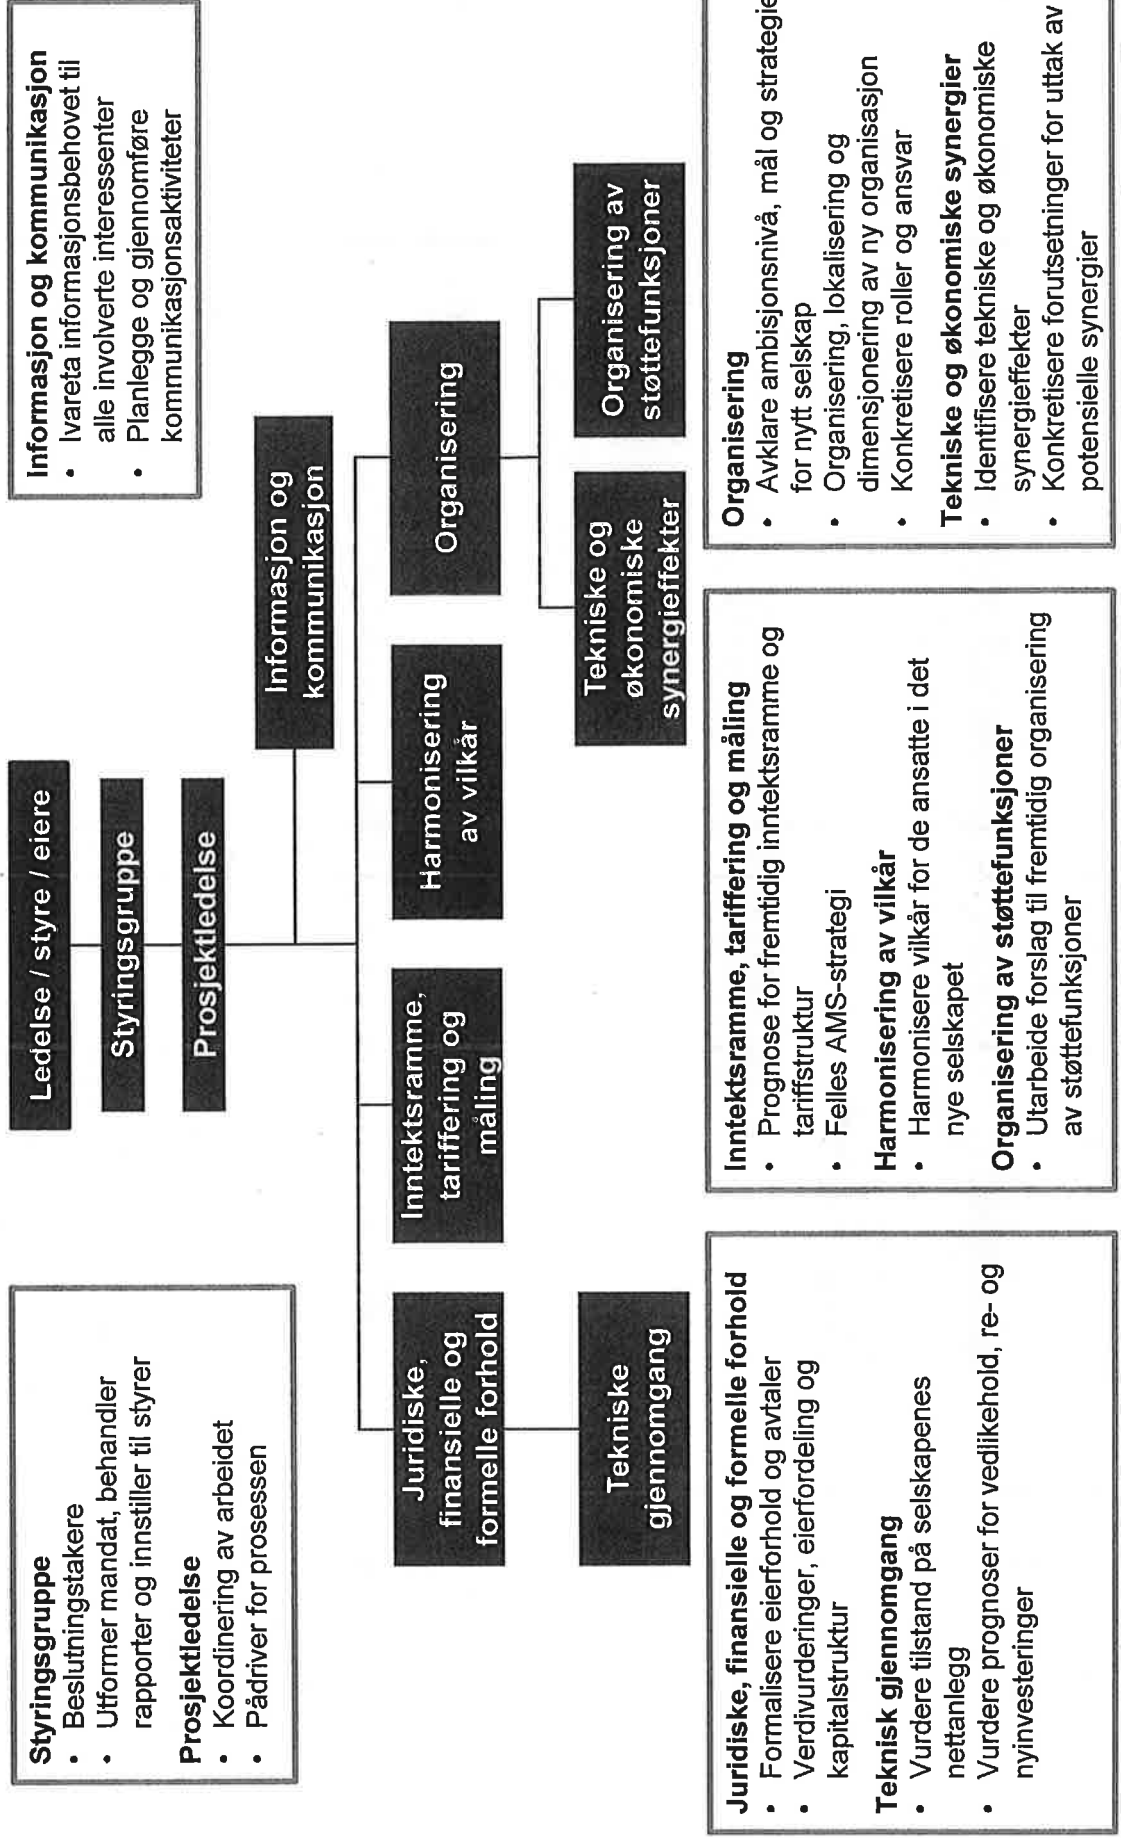 Styringsgruppe
• Beslutningstakere
• Utformer mandat, behandler
rapporter og innstiller til styrer
Prosjektledelse
• Koordinering av arbeidet
• Pådriver for prosessen
Ledelse / styre / eiere
Styringsgruppe
Prosjektledelse
Informasjon og kommunikasjon
• Ivareta informasjonsbehovet til
alle involverte interessenter
• Planlegge og gjennomføre
kommunikasjonsaktiviteter
Informasjon og
kommunikasjon
Juridiske,
finansielle og
formelle forhold
Inntektsramme,
tariffering og
måling
Harmonisering
av vilkår
Organisering
Tekniske
gjennomgang
Tekniske og
økonomiske
synergieffekter
Organisering av
støttefunksjoner
Juridiske, finansielle og formelle forhold
• Formalisere eierforhold og avtaler
• Verdivurderinger, eierfordeling og
kapitalstruktur
Teknisk gjennomgang
• Vurdere tilstand på selskapenes
nettanlegg
• Vurdere prognoser for vedlikehold, re- og
nyinvesteringer
Inntektsramme, tariffering og måling
• Prognose for fremtidig inntektsramme og
tariffstruktur
• Felles AMS-strategi
Harmonisering av vilkår
• Harmonisere vilkår for de ansatte i det
nye selskapet
Organisering av støttefunksjoner
• Utarbeide forslag til fremtidig organisering
av støttefunksjoner
Organisering
• Avklare ambisjonsnivå, mål og strategie
for nytt selskap
• Organisering, lokalisering og
dimensjonering av ny organisasjon
• Konkretisere roller og ansvar
Tekniske og økonomiske synergier
• Identifisere tekniske og økonomiske
synergieffekter
• Konkretisere forutsetninger for uttak av
potensielle synergier